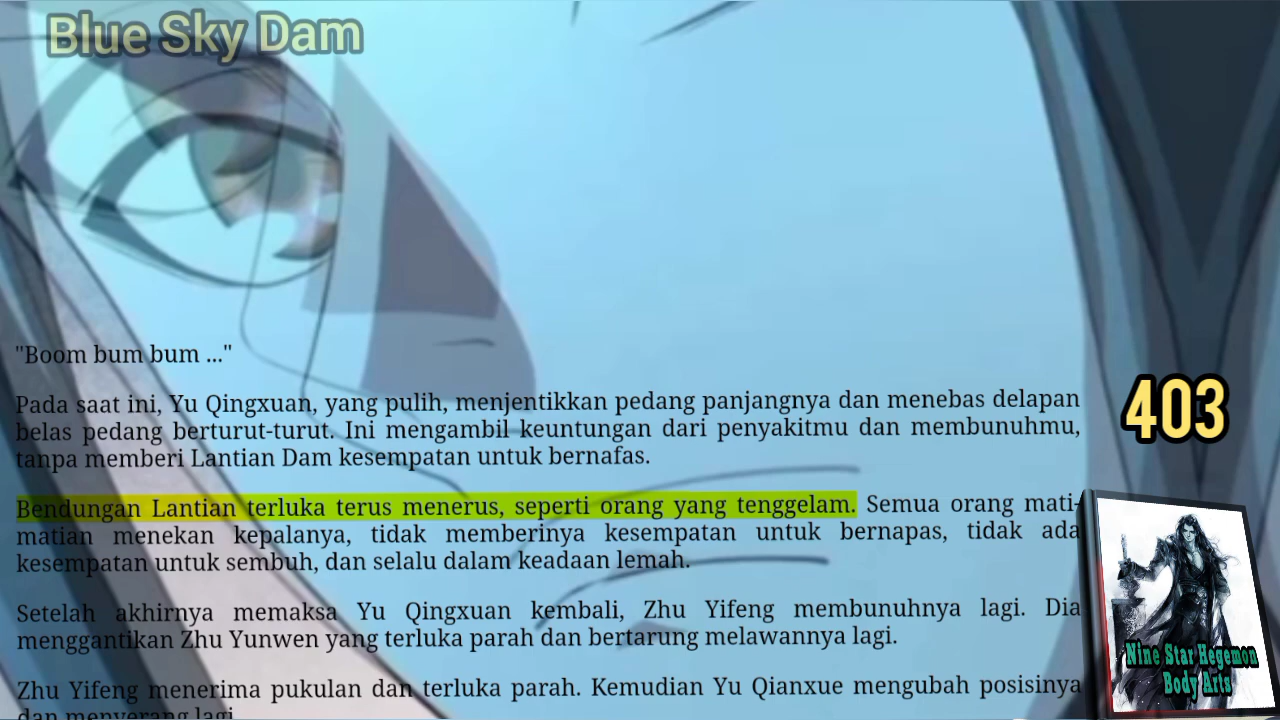 Blue Sky Dam
"Boom bum bum ..."
Pada saat ini, Yu Qingxuan, yang pulih, menjentikkan pedang panjangnya dan menebas delapan
belas pedang berturut-turut. Ini mengambil keuntungan dari penyakitmu dan membunuhmu,
tanpa memberi Lantian Dam kesempatan untuk bernafas.
Bendungan Lantian terluka terus menerus, seperti orang yang tenggelam. Semua orang mati-
matian menekan kepalanya, tidak memberinya kesempatan untuk bernapas, tidak ada
kesempatan untuk sembuh, dan selalu dalam keadaan lemah.
Setelah akhirnya memaksa Yu Qingxuan kembali, Zhu Yifeng membunuhnya lagi. Dia
menggantikan Zhu Yunwen yang terluka parah dan bertarung melawannya lagi.
Zhu Yifeng menerima pukulan dan terluka parah. Kemudian Yu Qianxue mengubah posisinya
dan menyerang lagi.
403
Nine Star Hegemon
Body Arts